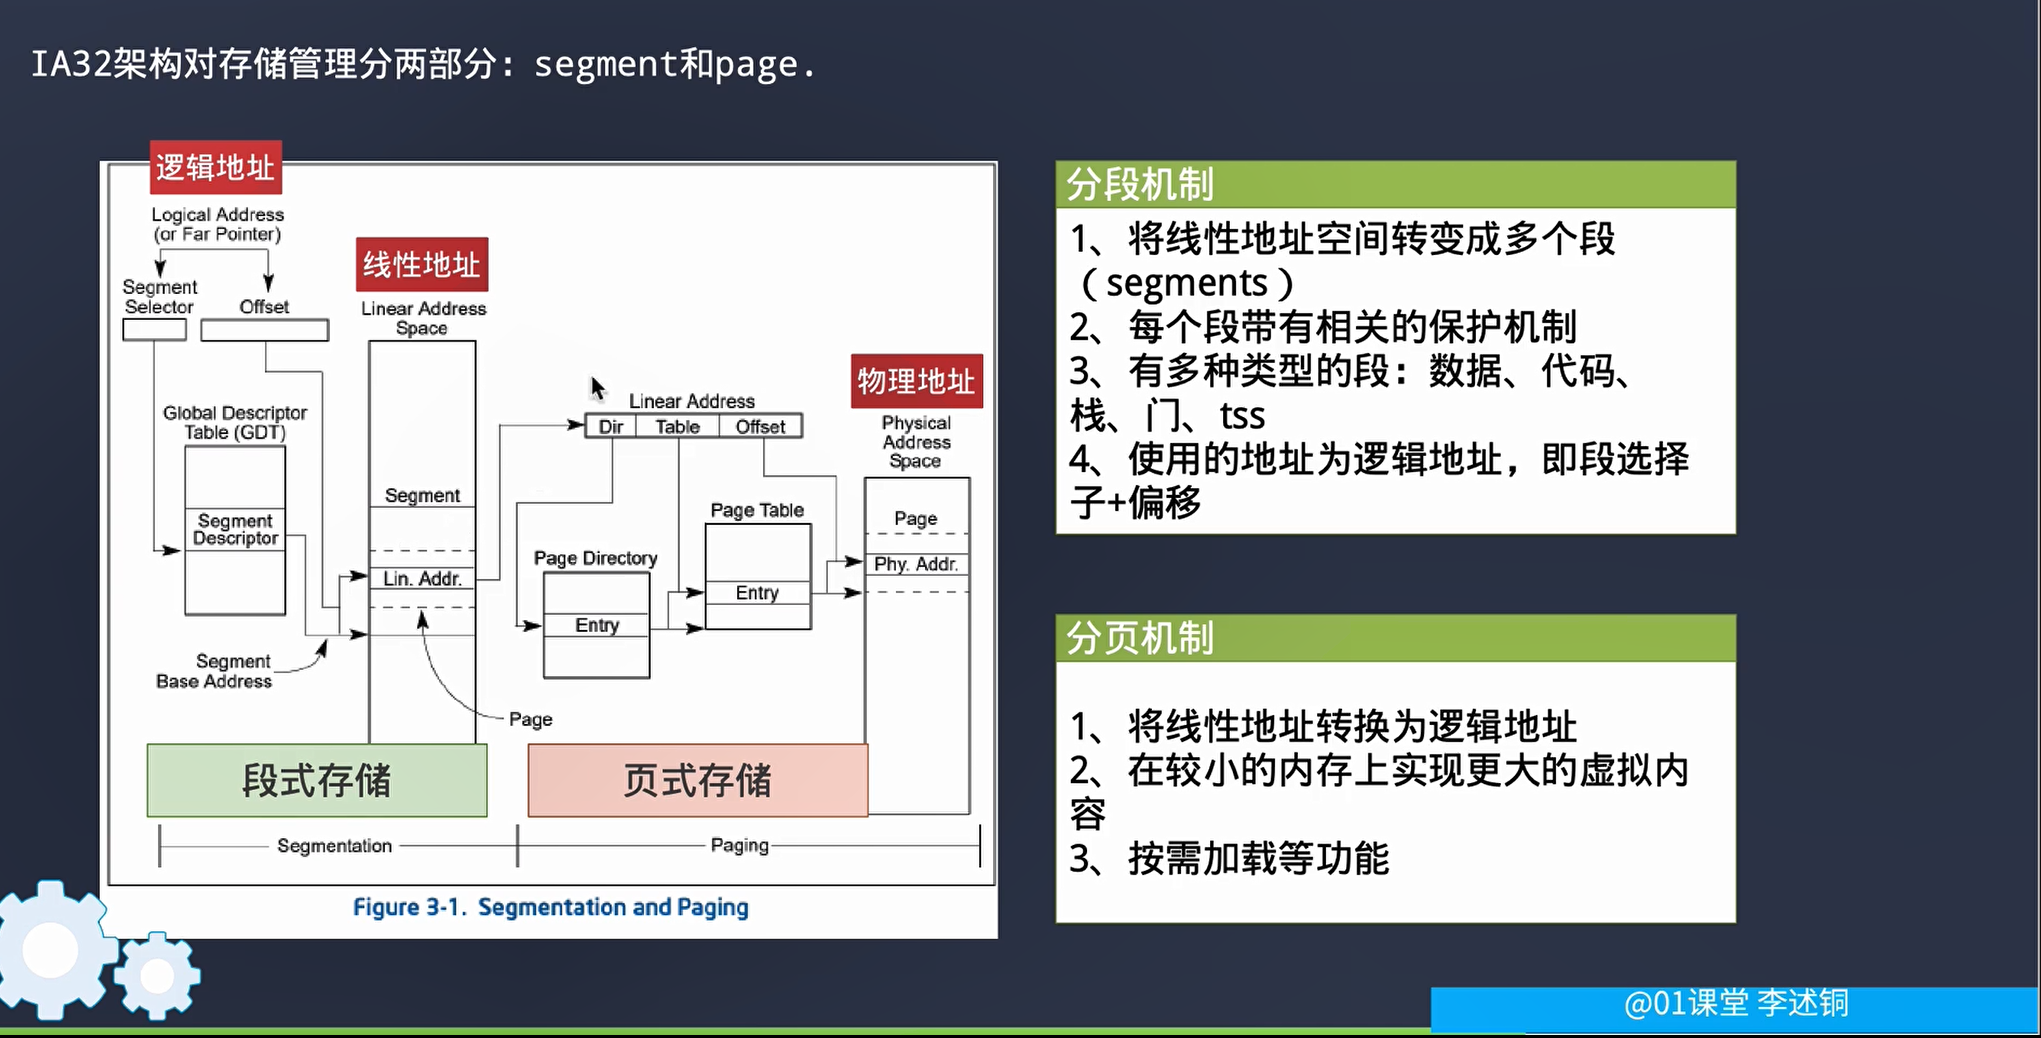 IA32架构对存储管理分两部分：segment和page.
逻辑地址
Logical Address
(or Far Pointer)
Segment
Selector
Offset
线性地址
Linear Address
Space
Global Descriptor
Table (GDT)
Segment
Descriptor
Segment
Lin. Addr.
Segment
Base Address
Page
Linear Address
Dir
Table
Offset
Page Directory
Entry
Page Table
Entry
物理地址
Physical
Address
Space
Page
Phy. Addr.
段式存储
页式存储
Segmentation
Paging
Figure 3-1. Segmentation and Paging
分段机制
1、将线性地址空间转变成多个段
（segments）
2、每个段带有相关的保护机制
3、有多种类型的段：数据、代码、
栈、门、tss
4、使用的地址为逻辑地址，即段选择
子+偏移
分页机制
1、将线性地址转换为逻辑地址
2、在较小的内存上实现更大的虚拟内
容
3、按需加载等功能
@01课堂 李述铜